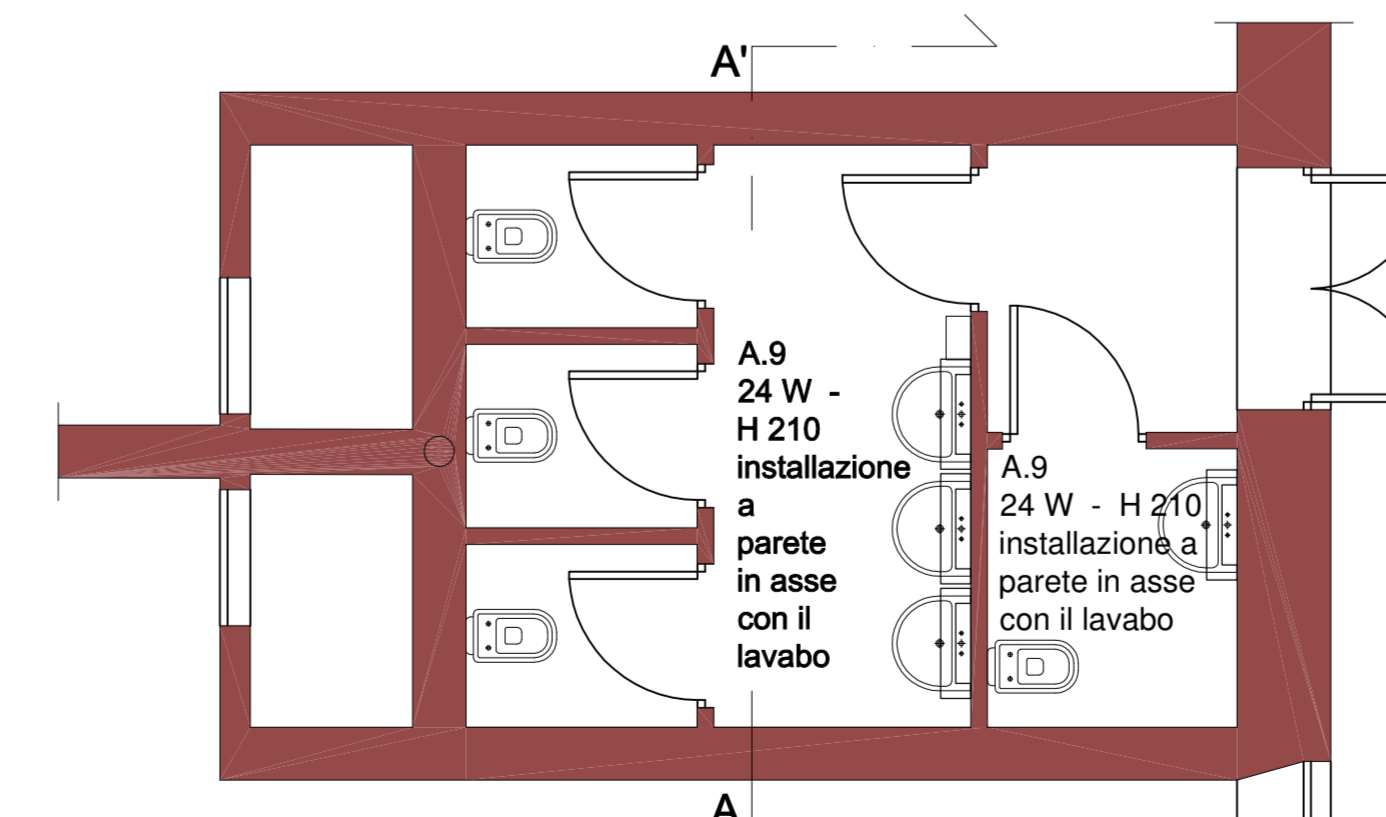 A'
A.9
24 W  -
H 210
installazione
a
parete
in asse
con il
lavabo
A.9
24 W  -  H 210
installazione a
parete in asse
con il lavabo
A